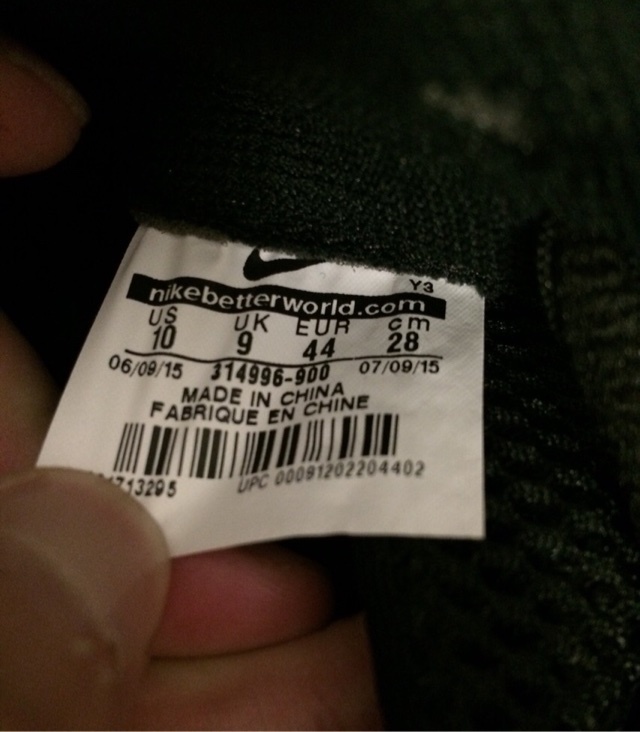 Y3
nikebetterworld.com
US UK EUR cm
10 9 44 28
06/09/15 314996-900 07/09/15
MADE IN CHINA
FABRIQUE EN CHINE
713295 UPC 00091202204402